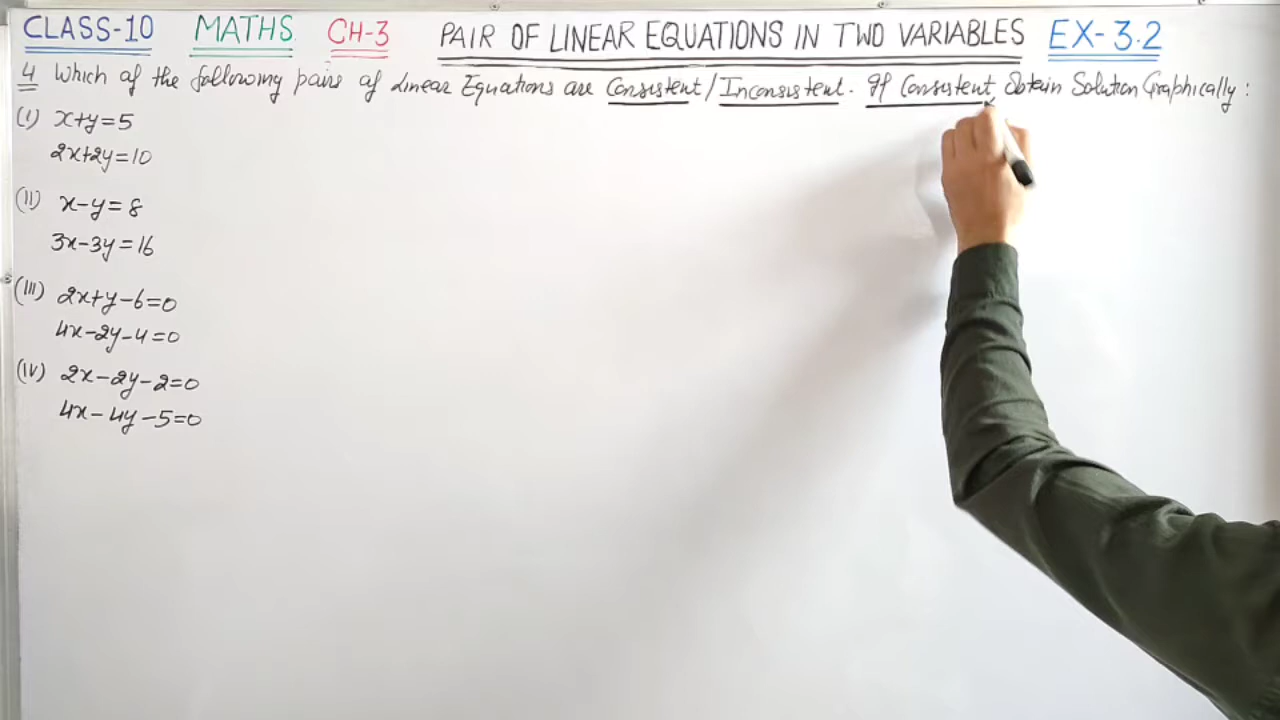 CLASS-10 MATHS CH-3 PAIR OF LINEAR EQUATIONS IN TWO VARIABLES EX-3.2
4 Which of the following pairs of Linear Equations are Consistent/Inconsistent. If Consistent, Obtain Solution Graphically:
(I) x+y=5
2x+2y=10
(II) x-y=8
3x-3y=16
(III) 2x+y-6=0
4x-2y-4=0
(IV) 2x-2y-2=0
4x-4y-5=0